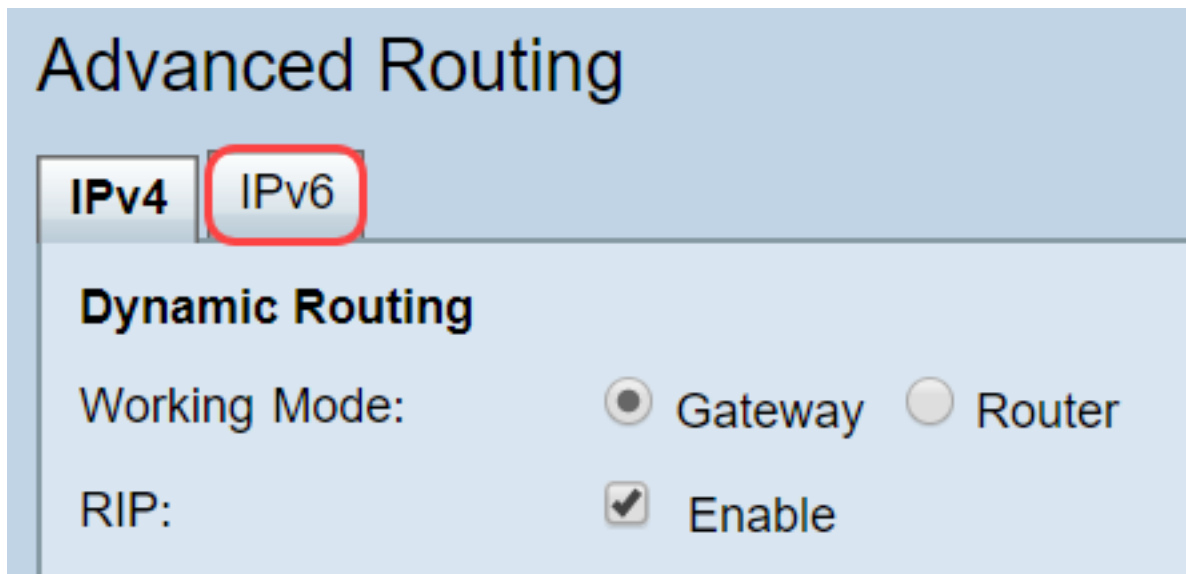 Advanced Routing
IPv4 IPv6
Dynamic Routing
Working Mode: Gateway Router
RIP: Enable